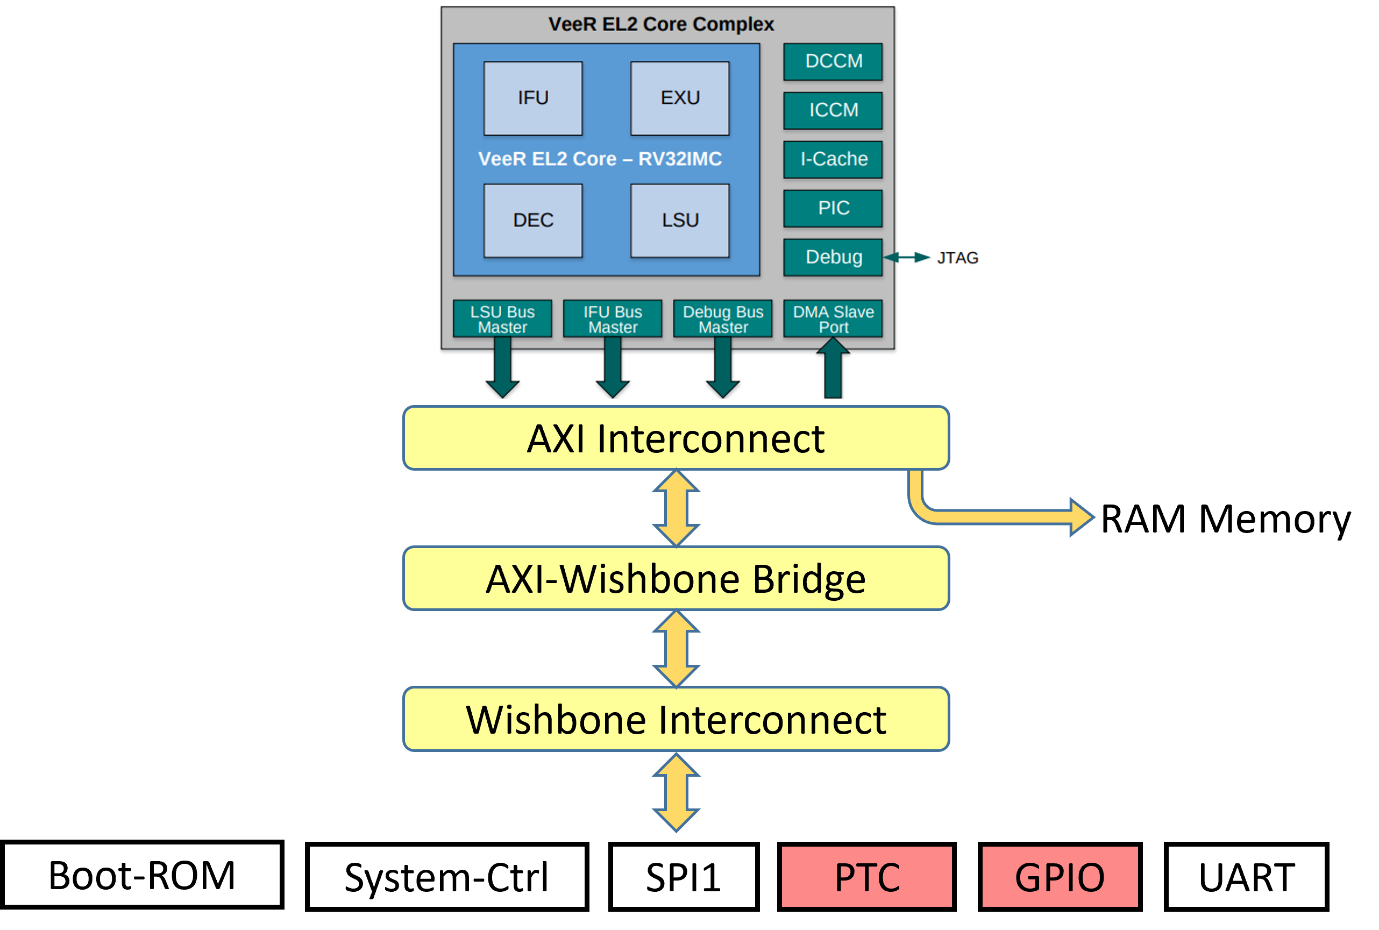 VeeR EL2 Core Complex
IFU
EXU
VeeR EL2 Core – RV32IMC
DEC
LSU
DCCM
ICCM
I-Cache
PIC
Debug
JTAG
LSU Bus
Master
IFU Bus
Master
Debug Bus
Master
DMA Slave
Port
AXI Interconnect
RAM Memory
AXI-Wishbone Bridge
Wishbone Interconnect
Boot-ROM
System-Ctrl
SPI1
PTC
GPIO
UART